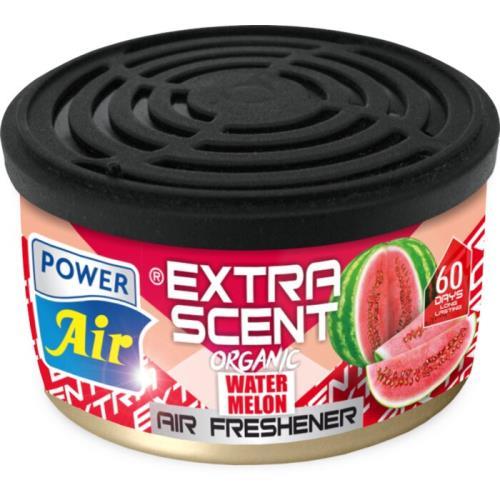 POWER
Air
® EXTRA
SCENT
ORGANIC
WATER
MELON
AIR FRESHENER
60
DAYS
LONG
LASTING